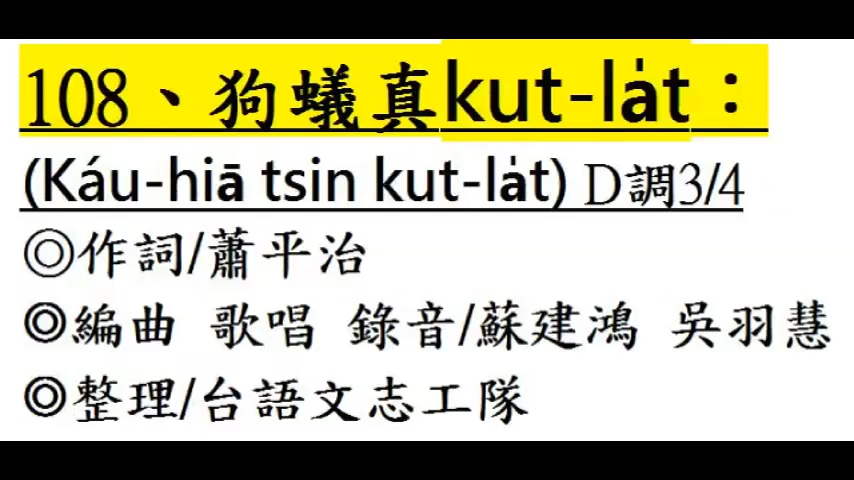 108、狗蟻真kut-la̍t：
(Káu-hiā tsin kut-la̍t) D調3/4
◎作詞/蕭平治
◎編曲 歌唱 錄音/蘇建鴻 吳羽慧
◎整理/台語文志工隊